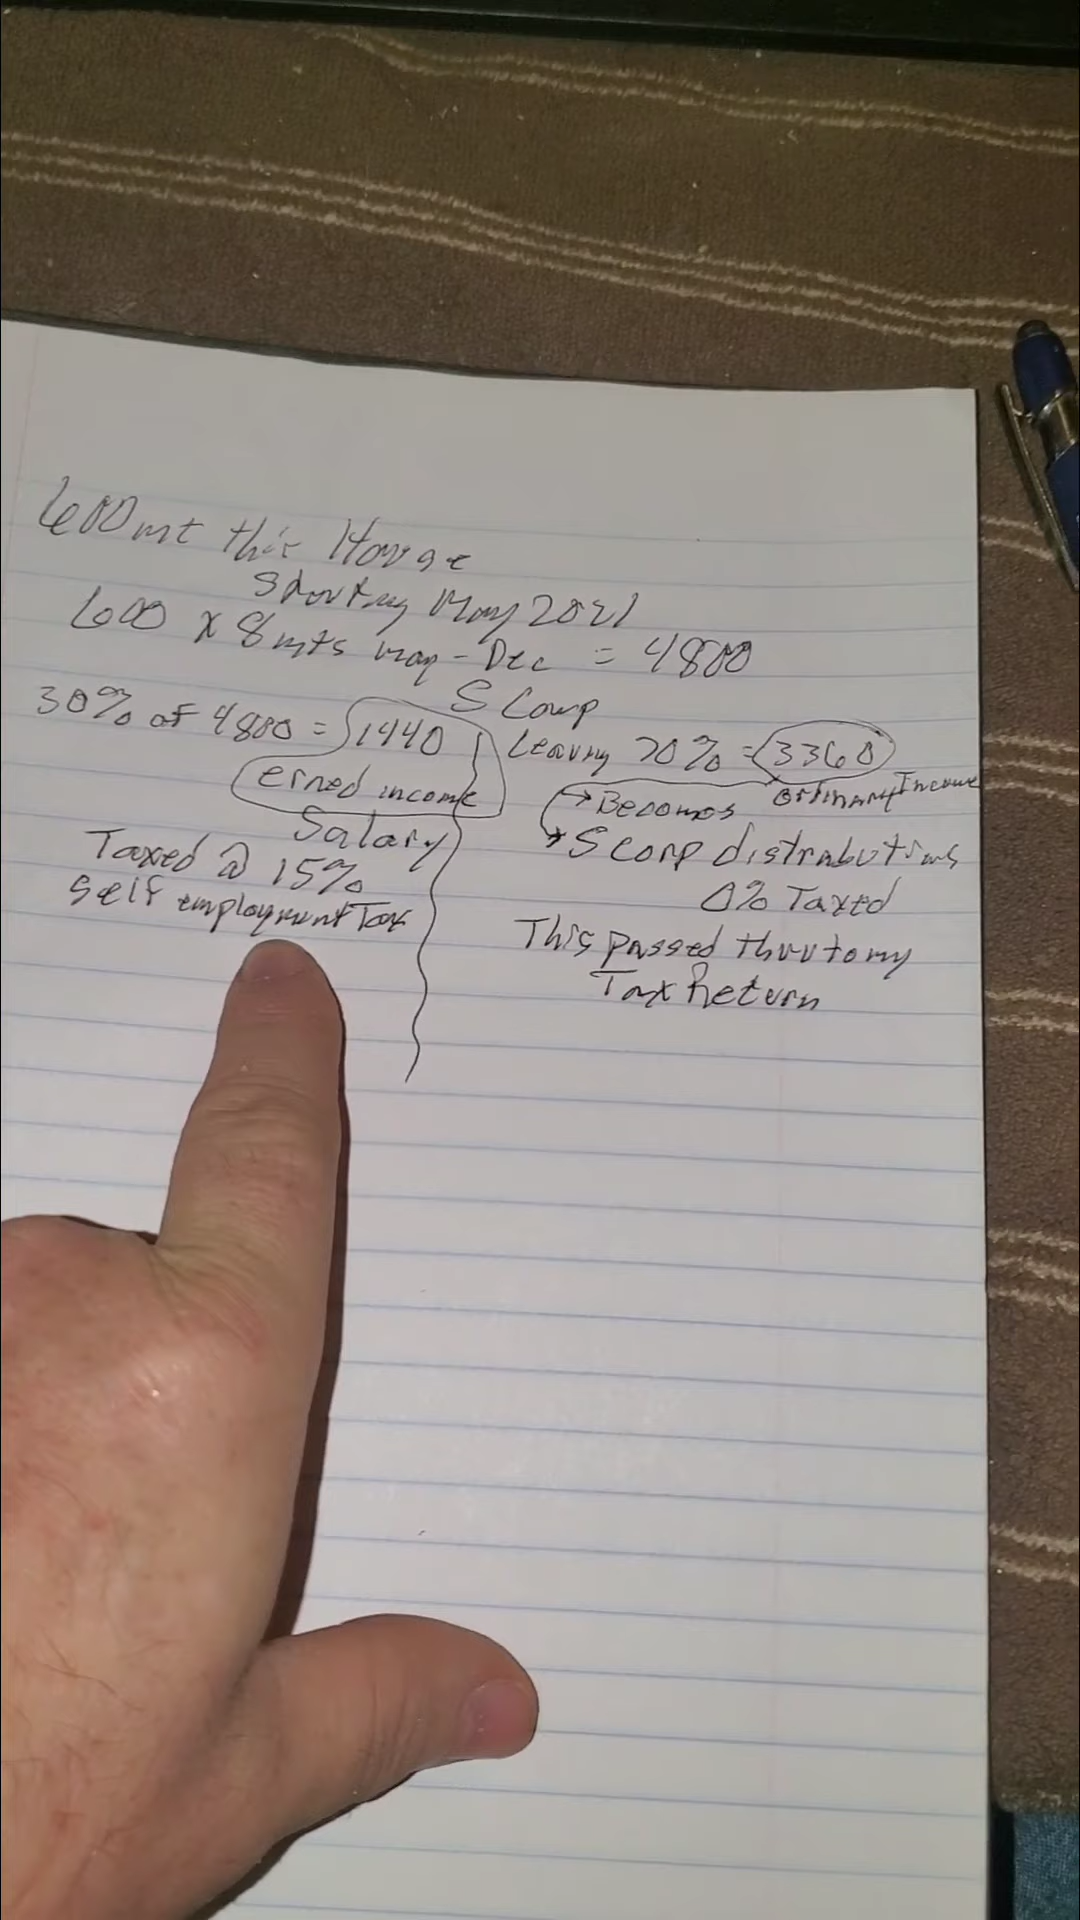 600 mt this House
Starting May 2021
600 x 8 mts may - Dec = 4800
S Corp
30% of 4800 = 1440
erned income
Salary
Taxed @ 15%
Self employment Tax
Leaving 70% = 3360
→ Becomes ordinary Income
→ S corp distrabutions
0% Taxed
This passed thru to my
Tax Return